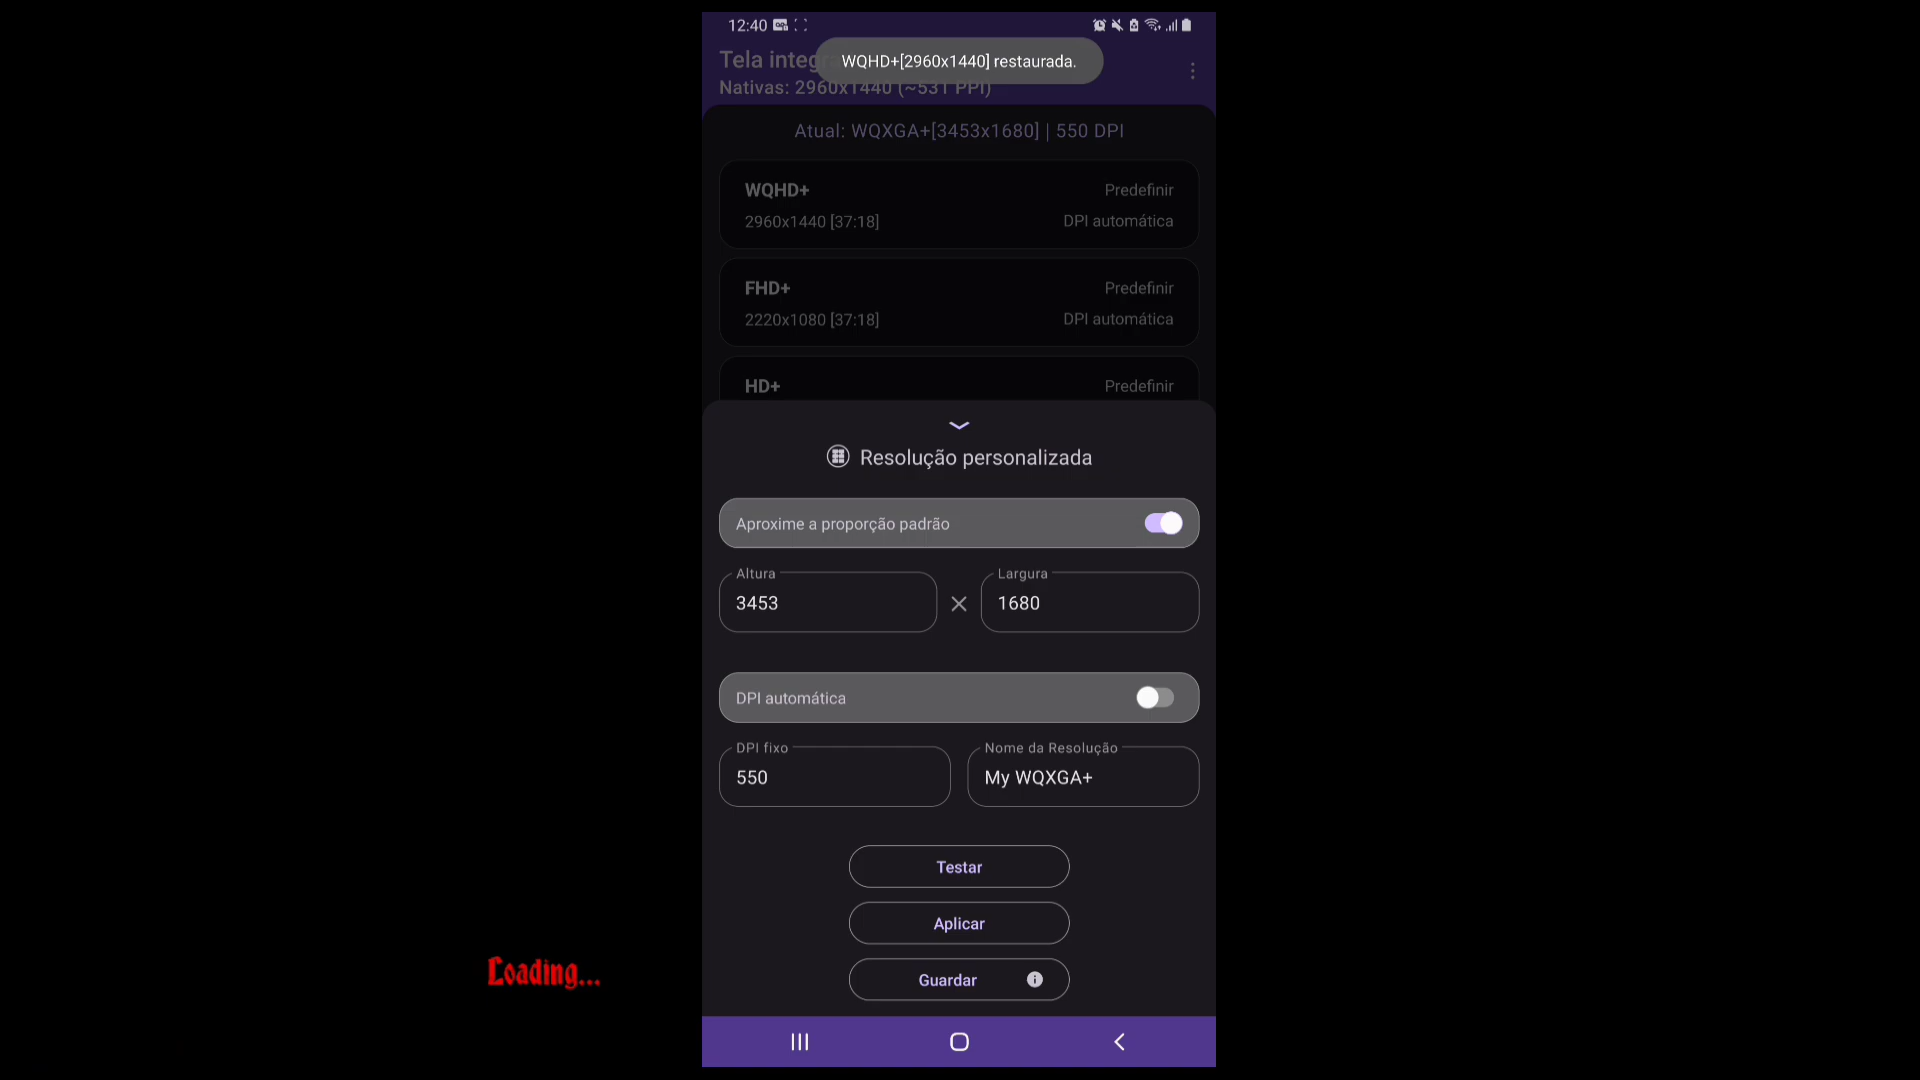 12:40
Tela integra
WQHD+[2960x1440] restaurada.
Nativas: 2960x1440 (~531 PPI)
Atual: WQXGA+[3453x1680] | 550 DPI
WQHD+ Predefinir
2960x1440 [37:18] DPI automática
FHD+ Predefinir
2220x1080 [37:18] DPI automática
HD+ Predefinir
Resolução personalizada
Aproxime a proporção padrão
Altura Largura
3453 × 1680
DPI automática
DPI fixo Nome da Resolução
550 My WQXGA+
Testar
Aplicar
Guardar
Loading...